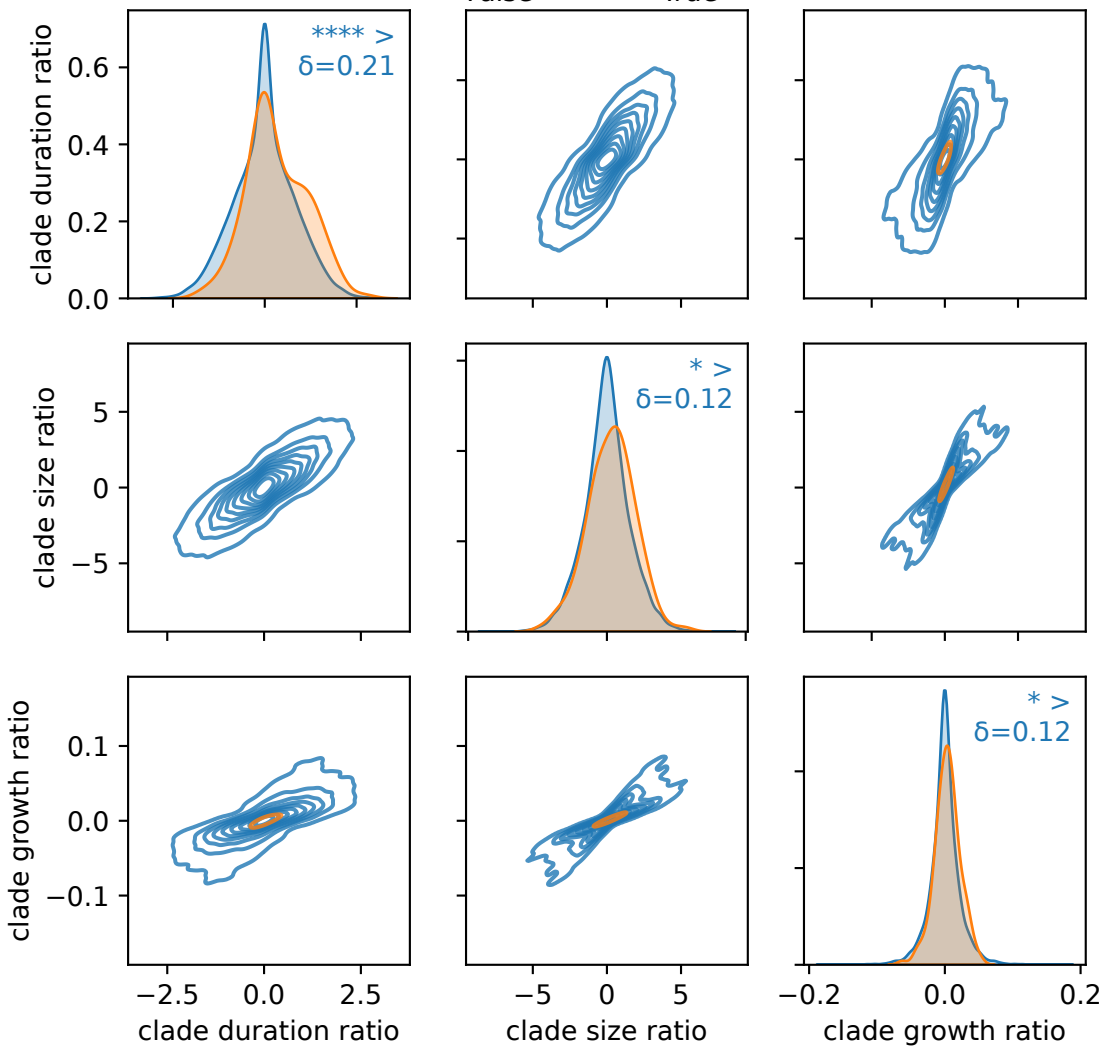 clade duration ratio
0.6
0.4
0.2
0.0
**** >
δ=0.21
clade size ratio
5
0
−5
* >
δ=0.12
clade growth ratio
0.1
0.0
−0.1
* >
δ=0.12
−2.5 0.0 2.5
−5 0 5
−0.2 0.0 0.2
clade duration ratio
clade size ratio
clade growth ratio